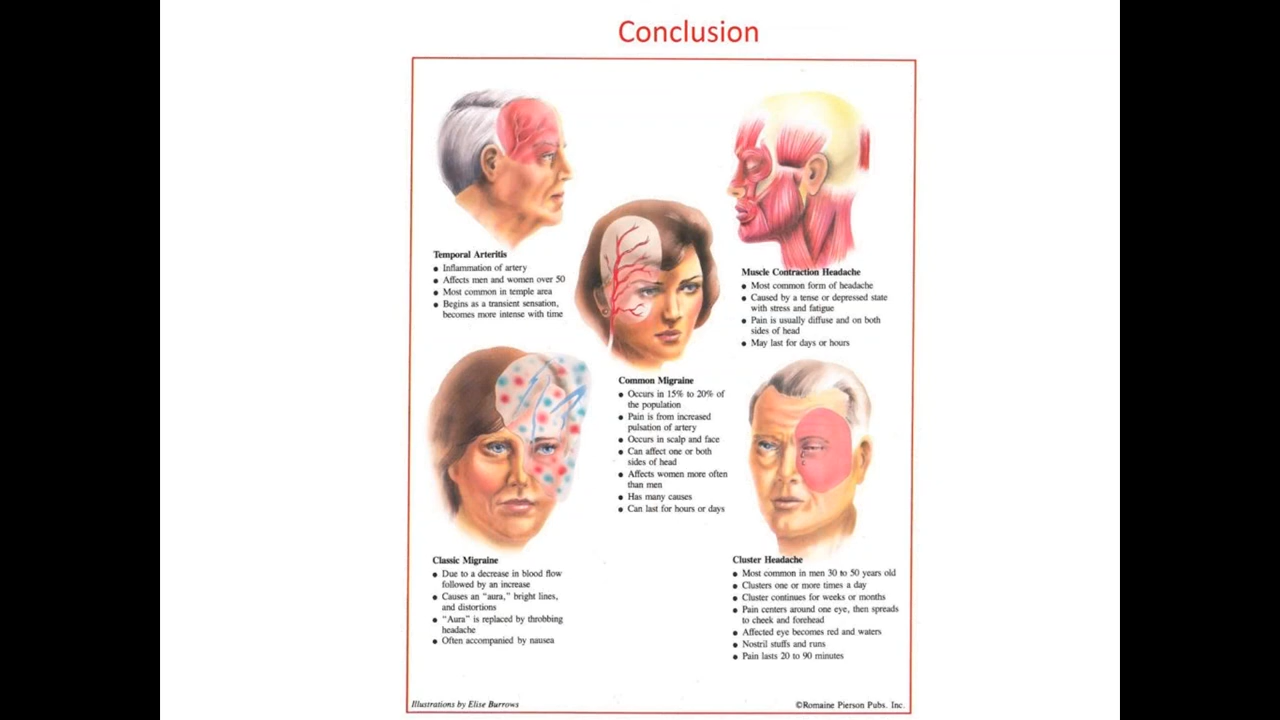 Conclusion
Temporal Arteritis
● Inflammation of artery
● Affects men and women over 50
● Most common in temple area
● Begins as a transient sensation,
becomes more intense with time
Muscle Contraction Headache
● Most common form of headache
● Caused by a tense or depressed state
with stress and fatigue
● Pain is usually diffuse and on both
sides of head
● May last for days or hours
Common Migraine
● Occurs in 15% to 20% of
the population
● Pain is from increased
pulsation of artery
● Occurs in scalp and face
● Can affect one or both
sides of head
● Affects women more often
than men
● Has many causes
● Can last for hours or days
Classic Migraine
● Due to a decrease in blood flow
followed by an increase
● Causes an “aura,” bright lines,
and distortions
● “Aura” is replaced by throbbing
headache
● Often accompanied by nausea
Cluster Headache
● Most common in men 30 to 50 years old
● Clusters one or more times a day
● Cluster continues for weeks or months
● Pain centers around one eye, then spreads
to cheek and forehead
● Affected eye becomes red and waters
● Nostril stuffs and runs
● Pain lasts 20 to 90 minutes
Illustrations by Elise Burrows
©Romaine Pierson Pubs. Inc.